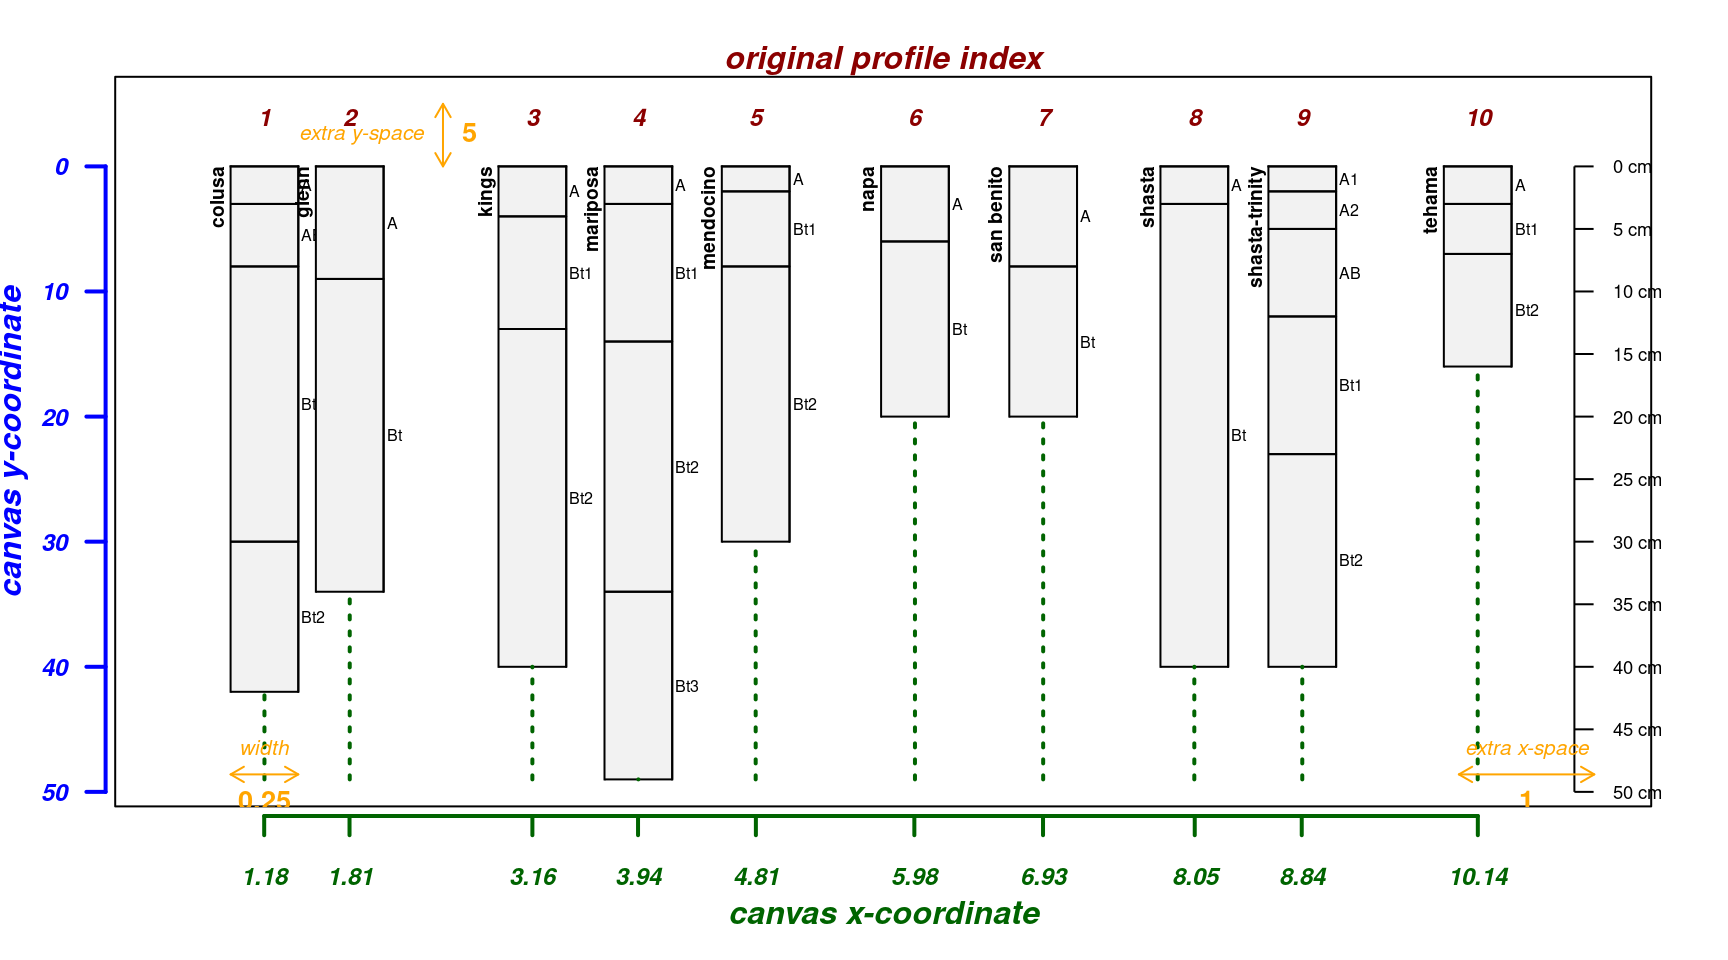 original profile index
1 2 3 4 5 6 7 8 9 10
extra y-space 5
canvas y-coordinate
0
10
20
30
40
50
colusa
A
Bt
Bt2
glenn
A
Bt
kings
A
Bt1
Bt2
mariposa
A
Bt1
Bt2
Bt3
mendocino
A
Bt1
Bt2
napa
A
Bt
san benito
A
Bt
shasta
A
Bt
shasta-trinity
A1
A2
AB
Bt1
Bt2
tehama
A
Bt1
Bt2
0 cm
5 cm
10 cm
15 cm
20 cm
25 cm
30 cm
35 cm
40 cm
45 cm
50 cm
width
0.25
extra x-space
1
1.18 1.81 3.16 3.94 4.81 5.98 6.93 8.05 8.84 10.14
canvas x-coordinate